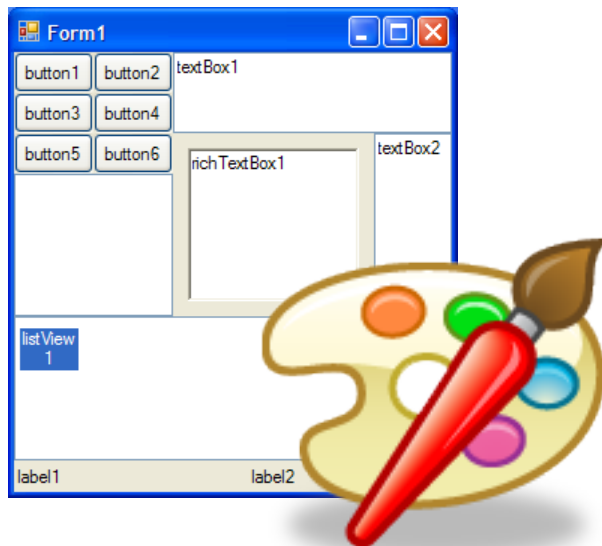 Form1
button1 button2 textBox1
button3 button4
button5 button6 richTextBox1 textBox2
listView
1
label1 label2